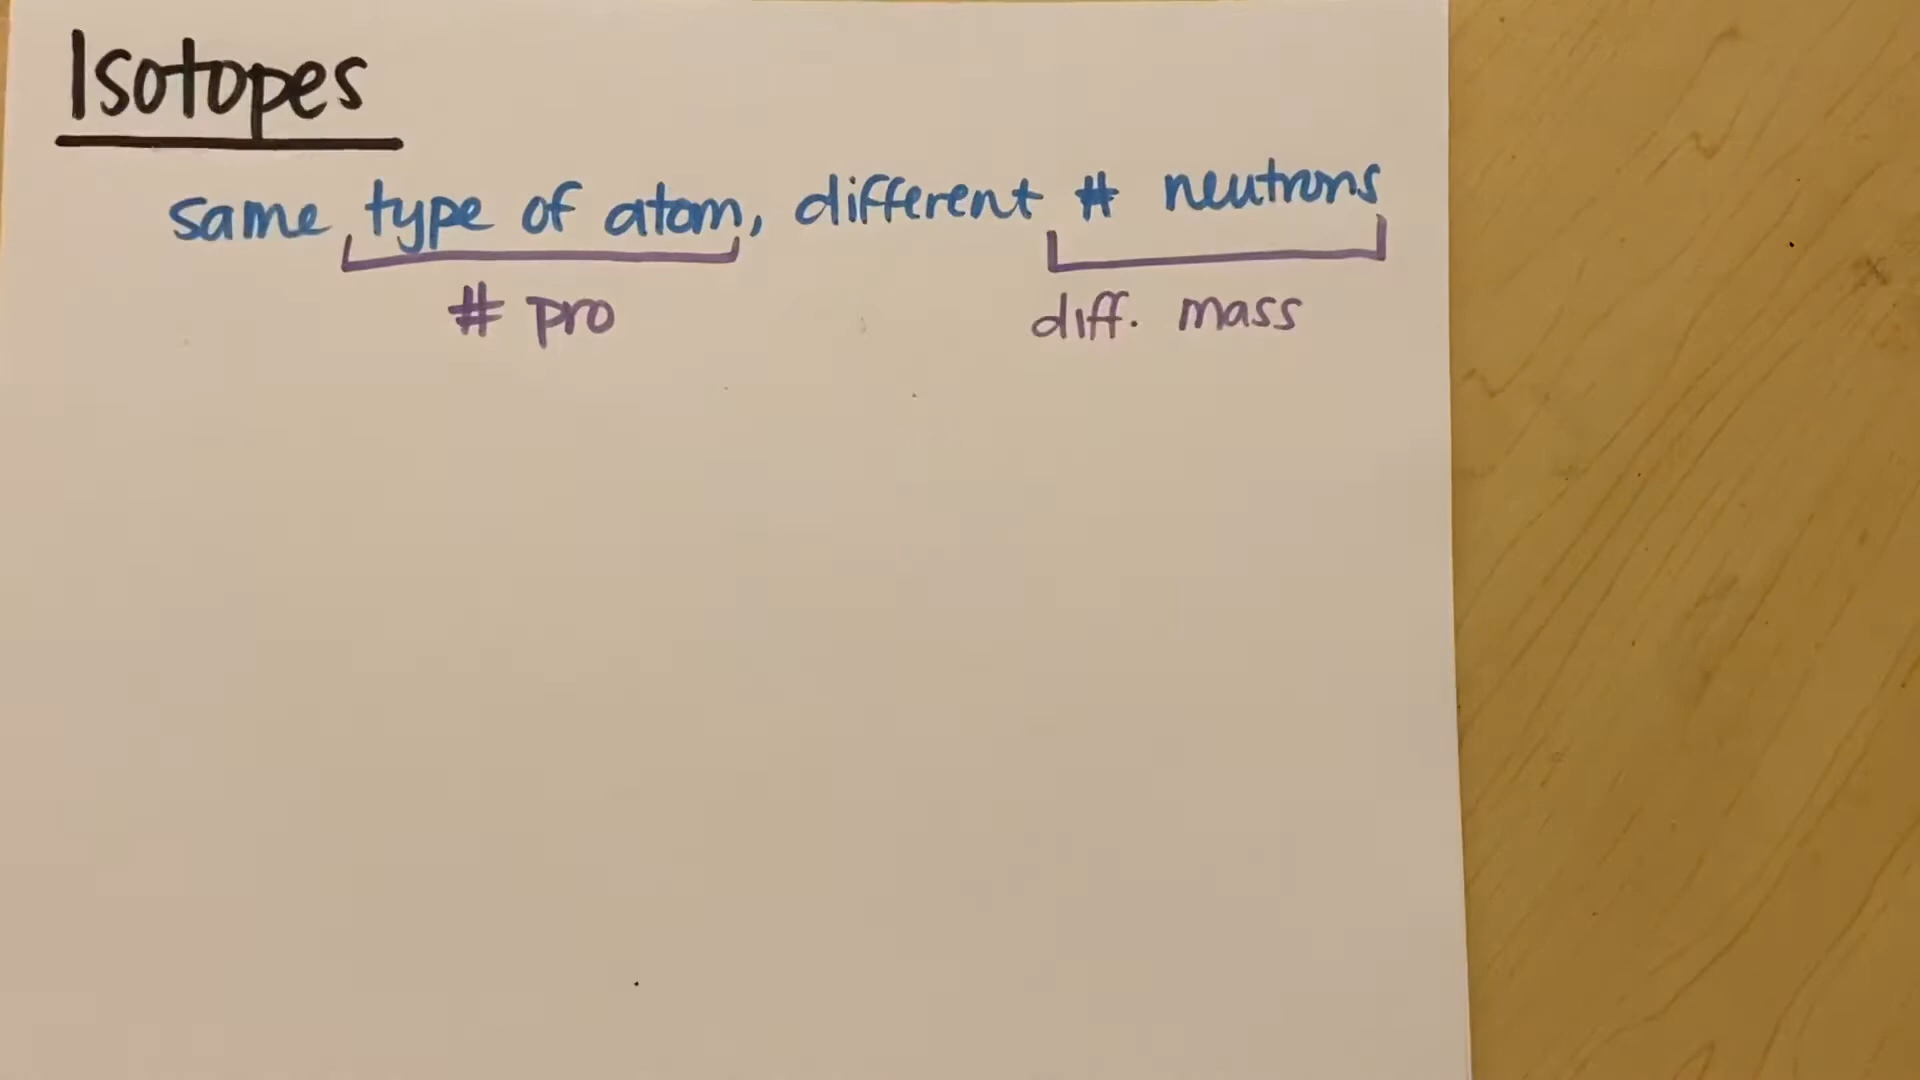 Isotopes
same type of atom, different # neutrons
# pro diff. mass